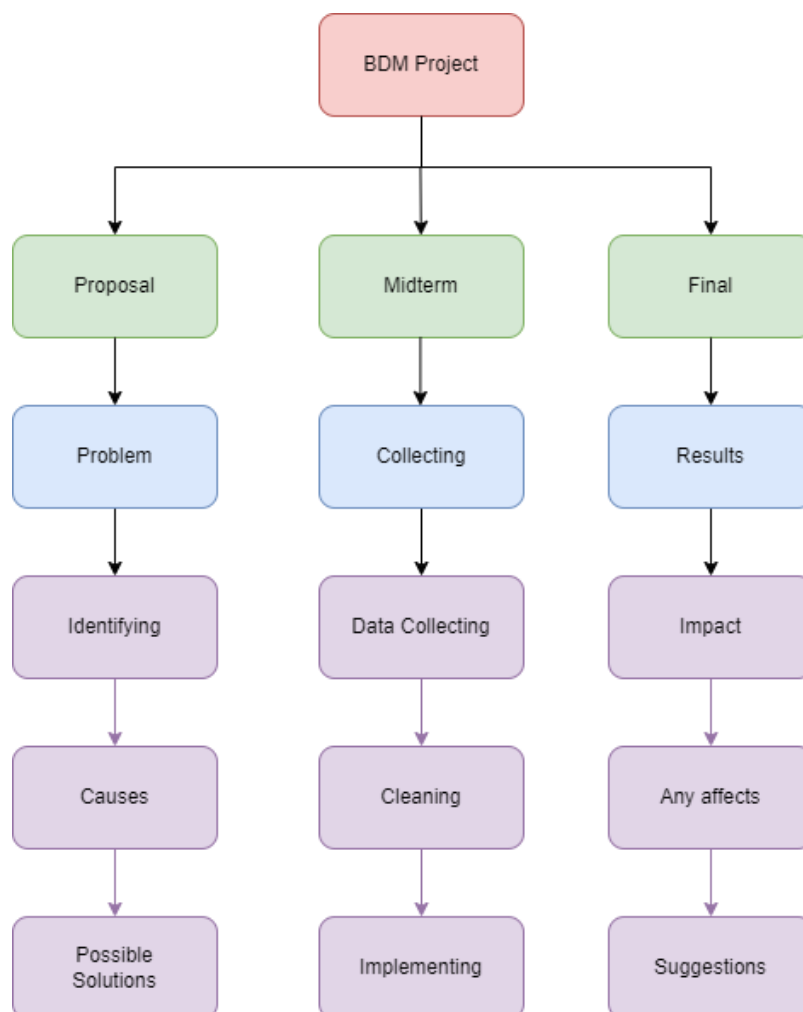 BDM Project
Proposal
Midterm
Final
Problem
Collecting
Results
Identifying
Data Collecting
Impact
Causes
Cleaning
Any affects
Possible
Solutions
Implementing
Suggestions